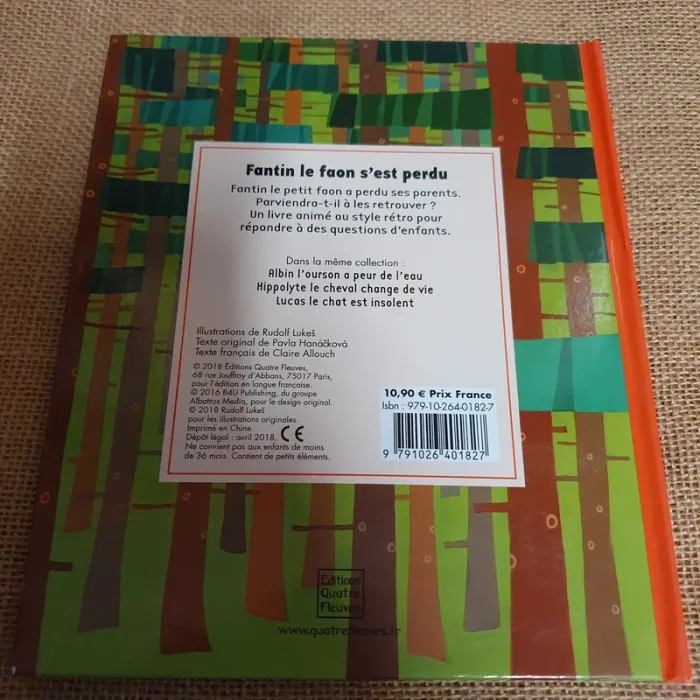 Fantin le faon s'est perdu
Fantin le petit faon a perdu ses parents.
Parviendra-t-il à les retrouver ?
Un livre animé au style rétro pour
répondre à des questions d'enfants.
Dans la même collection :
Albin l'ourson a peur de l'eau
Hippolyte le cheval change de vie
Lucas le chat est insolent
Illustrations de Rudolf Lukeš
Texte original de Pavla Hanáčková
Texte français de Claire Allouch
© 2018 Éditions Quatre Fleuves,
68 rue Jouffroy d'Abbans, 75017 Paris,
pour l'édition en langue française.
© 2016 B4U Publishing, du groupe
Albatros Media, pour le design original.
© 2018 Rudolf Lukeš
pour les illustrations originales.
Imprimé en Chine.
Dépôt légal : avril 2018. CE
Ne convient pas aux enfants de moins
de 36 mois. Contient de petits éléments.
10,90 € Prix France
Isbn : 979-10-264-0182-7
9 791026 401827
Editions
Quatre
Fleuves
www.quatrefleuves.fr